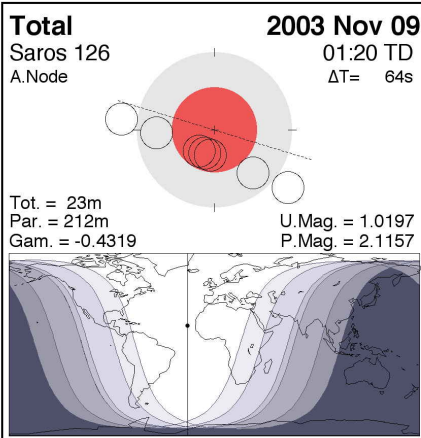 Total 2003 Nov 09
Saros 126 01:20 TD
A.Node ΔT= 64s
Tot. = 23m
Par. = 212m U.Mag. = 1.0197
Gam. = -0.4319 P.Mag. = 2.1157